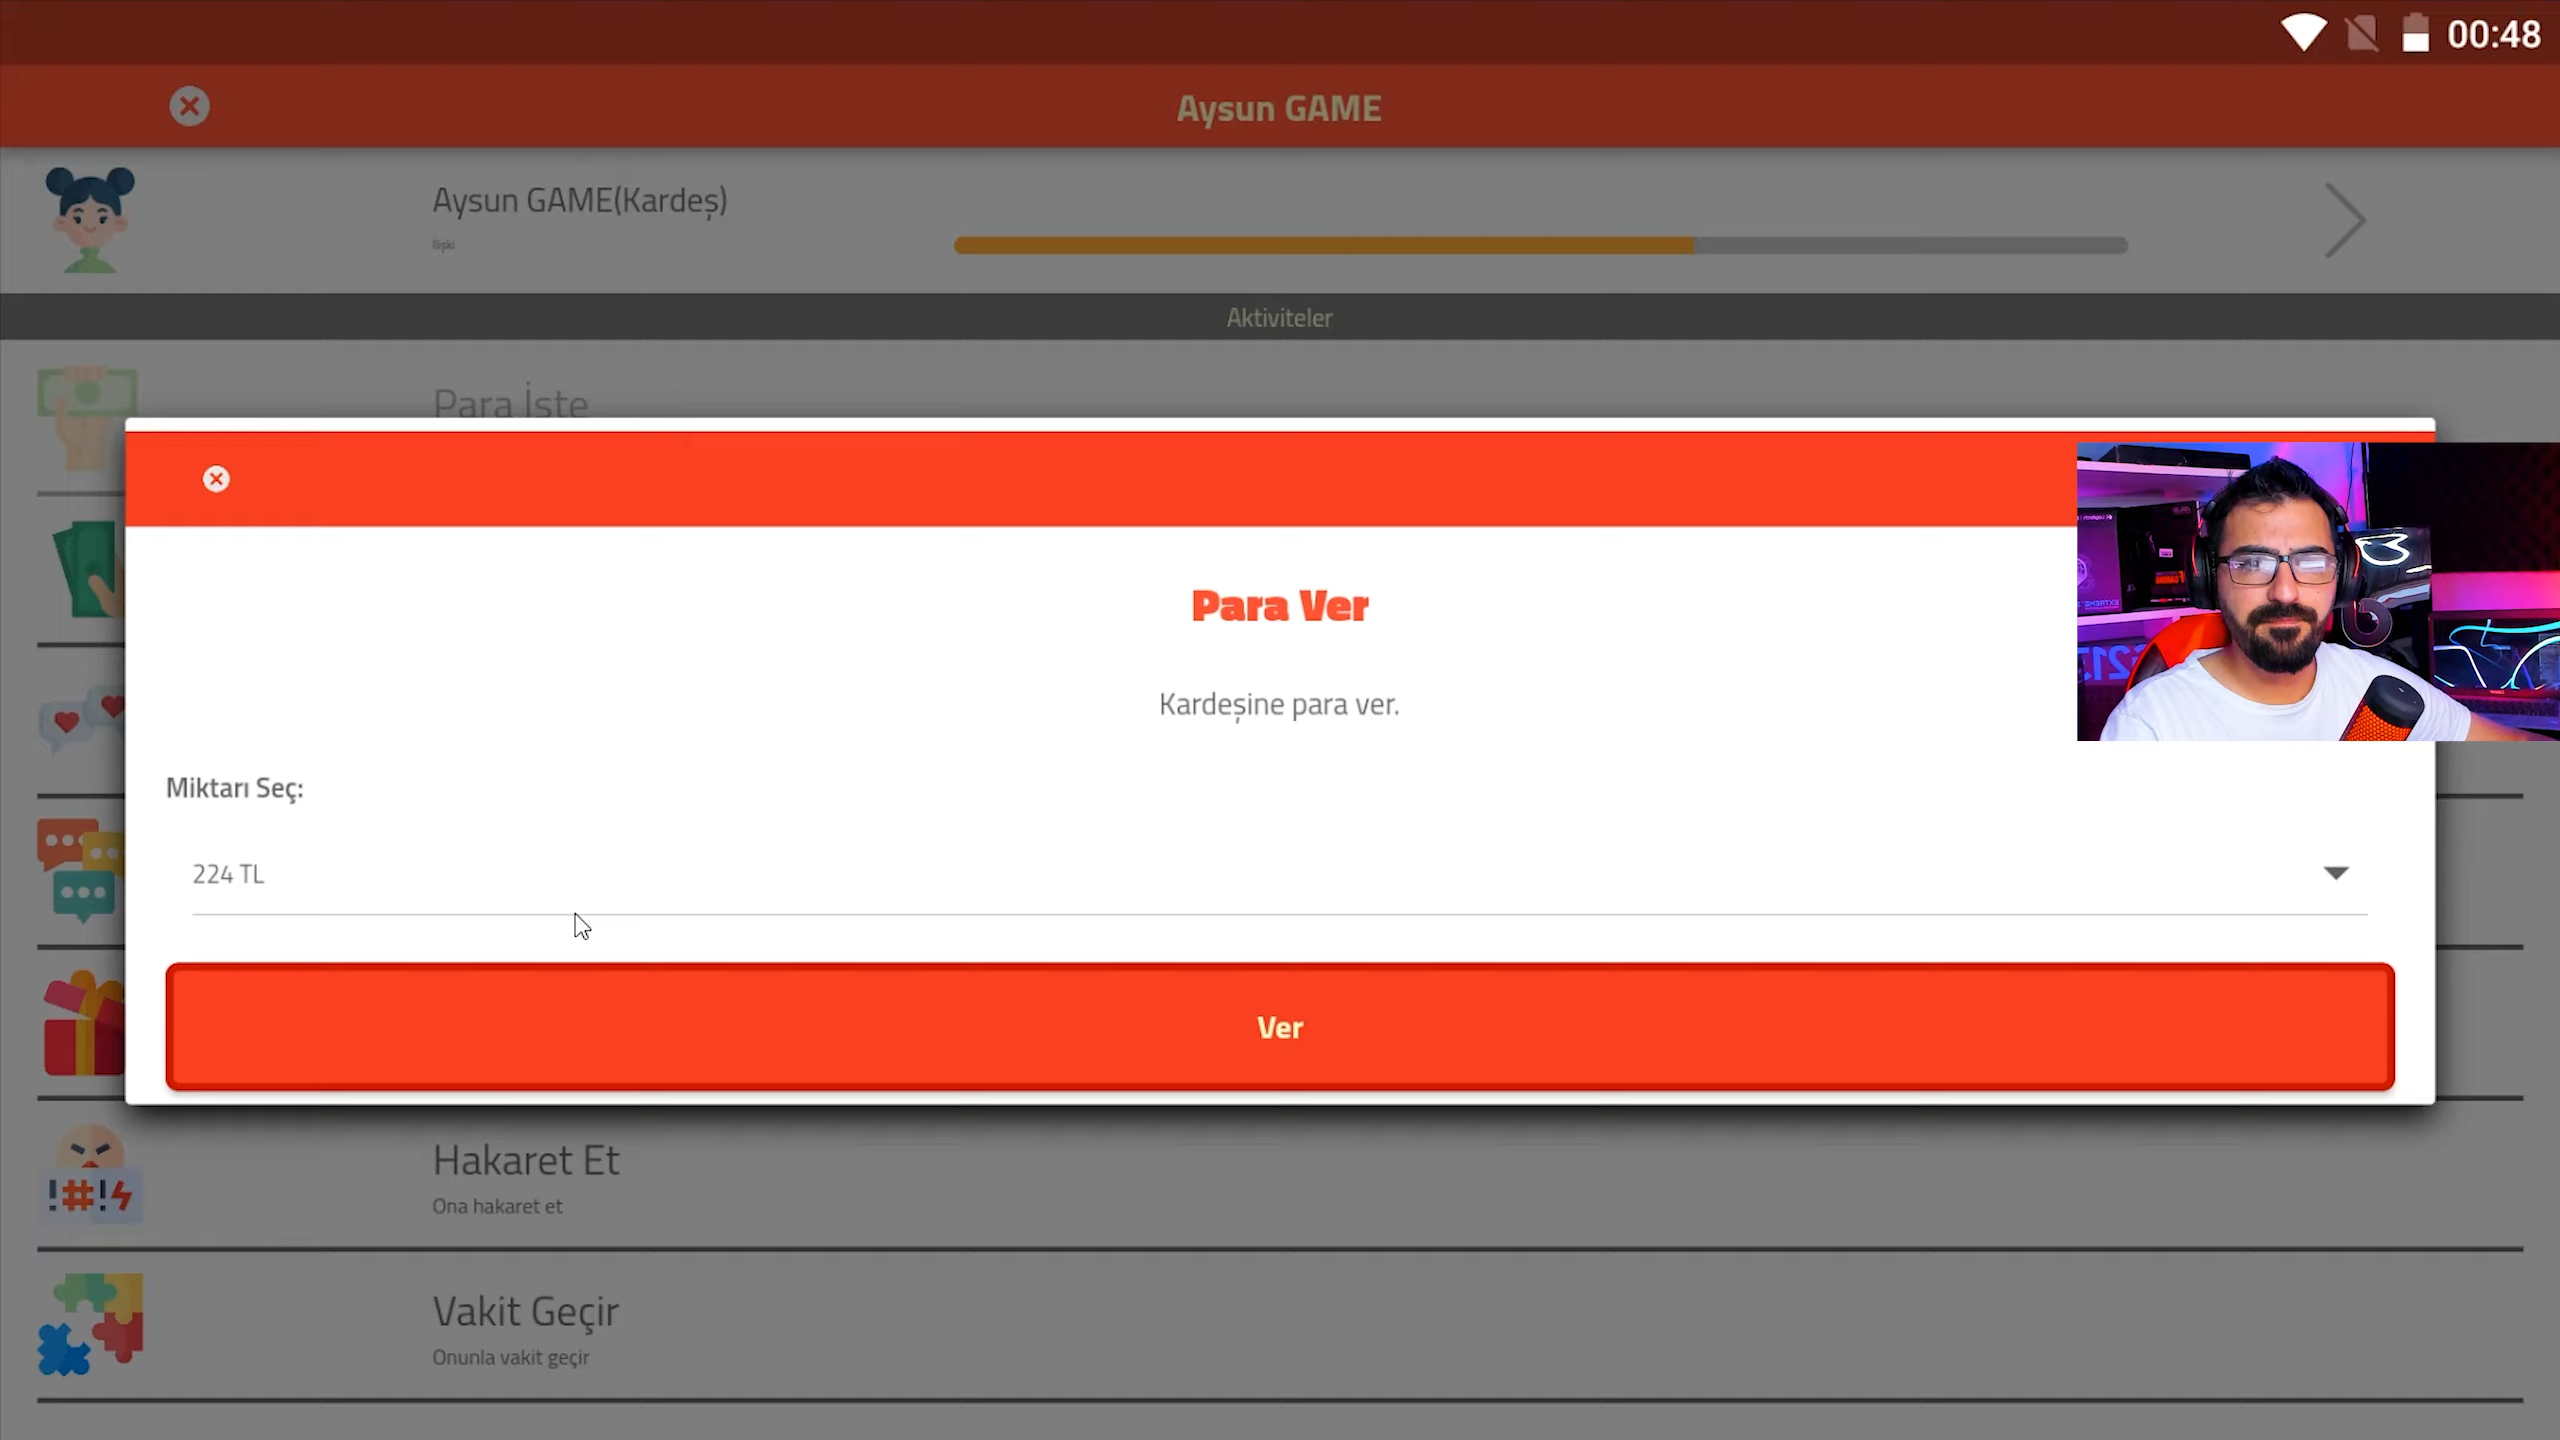 00:48
Aysun GAME
Aysun GAME(Kardeş)
İlişki
Aktiviteler
Para İste
Para Ver
Kardeşine para ver.
Miktarı Seç:
224 TL
Ver
!#!
Hakaret Et
Ona hakaret et
Vakit Geçir
Onunla vakit geçir